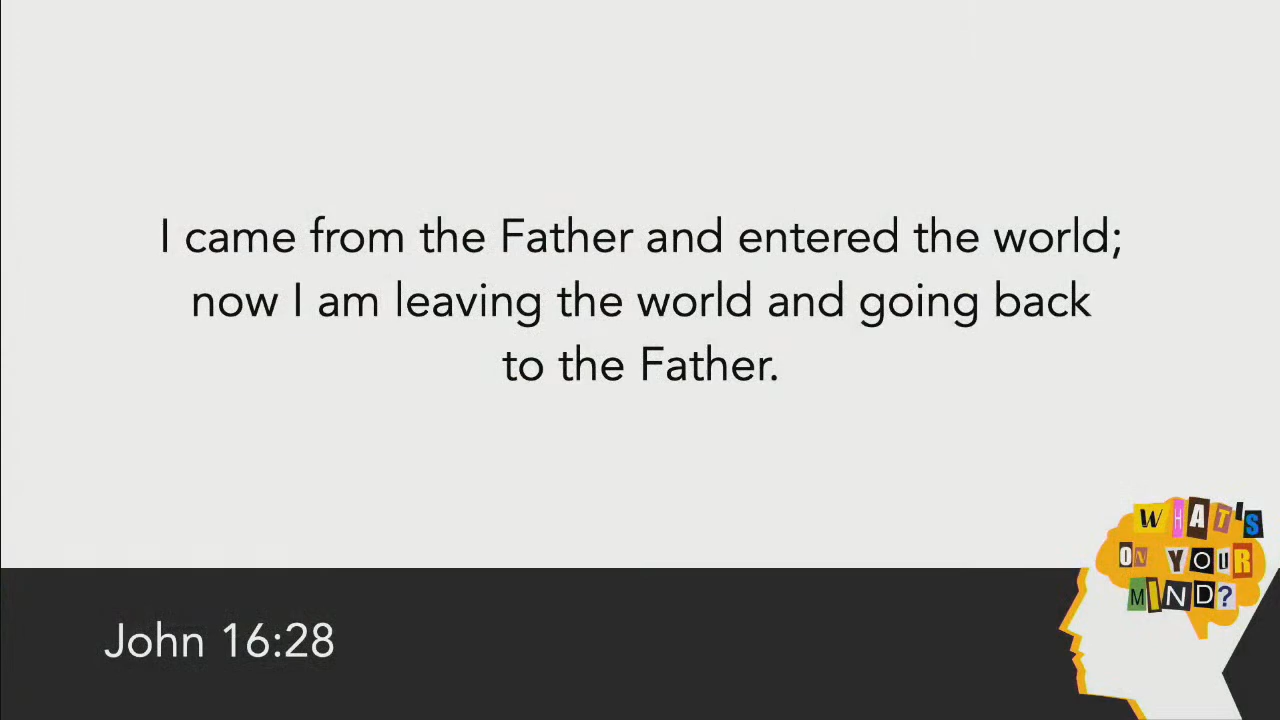 I came from the Father and entered the world;
now I am leaving the world and going back
to the Father.
WHAT'S
ON YOUR
MIND?
John 16:28